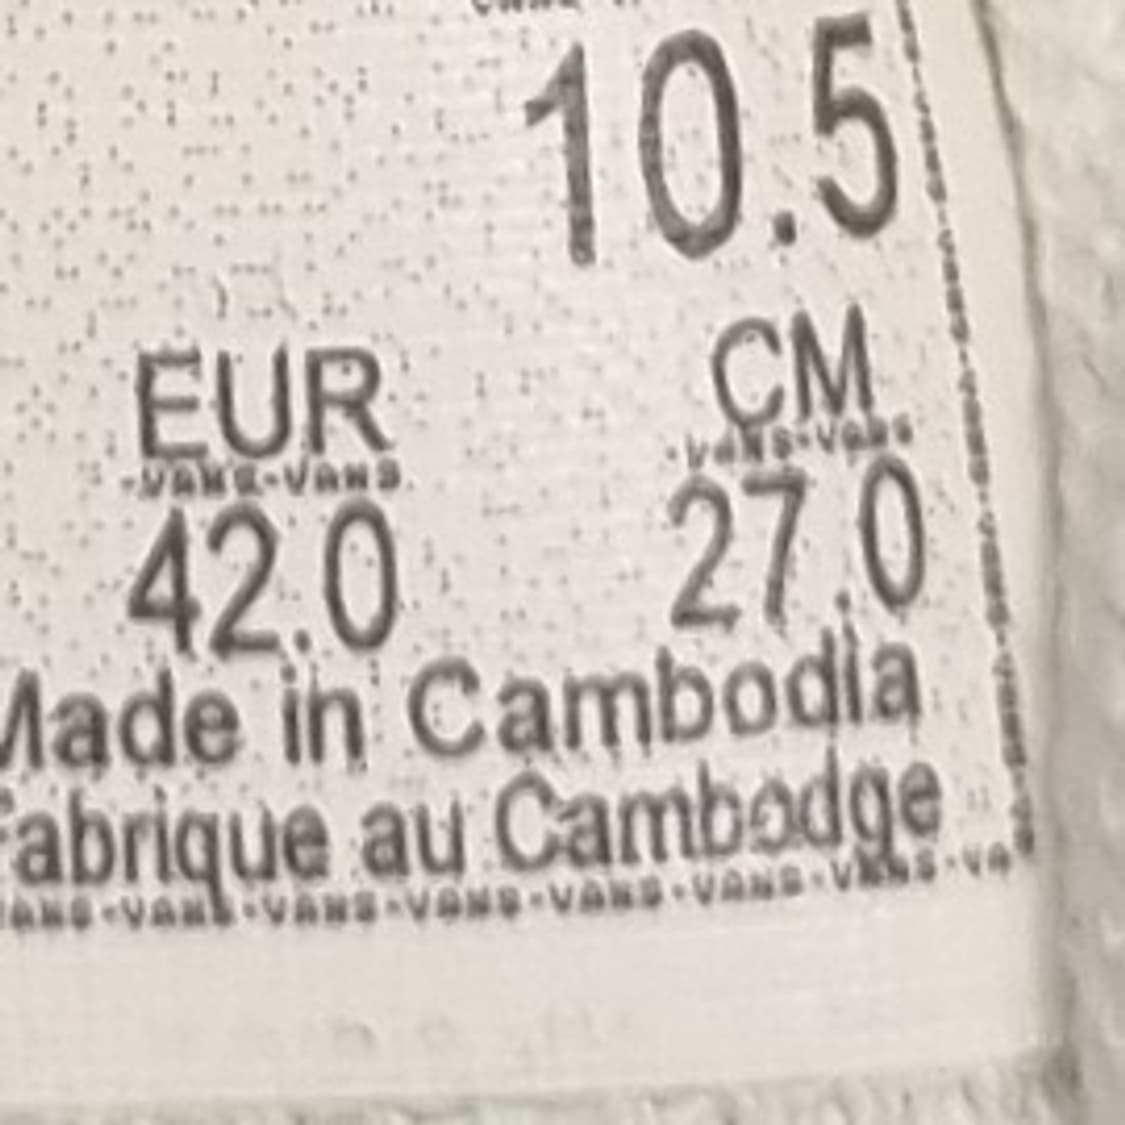 10.5
EUR CM
-VANS-VANS -VANS-VANS
42.0 27.0
Made in Cambodia
Fabrique au Cambodge
VANS-VANS-VANS-VANS-VANS-VANS-VA